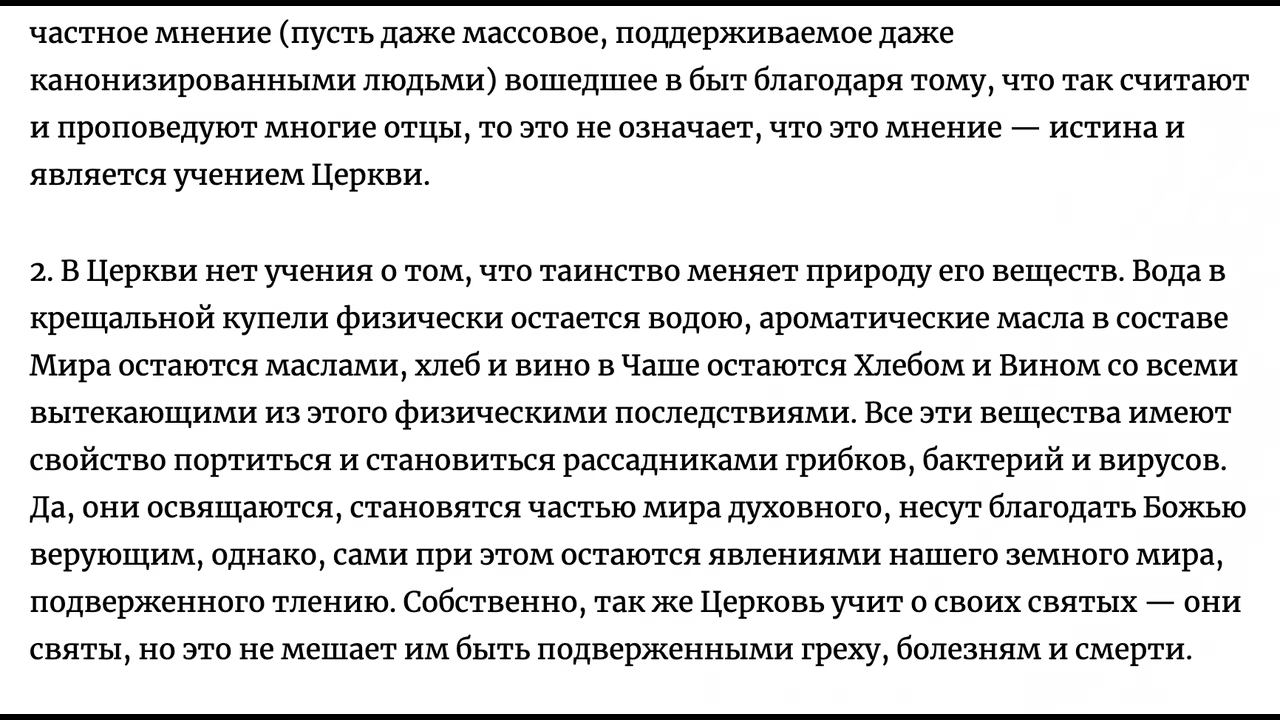 частное мнение (пусть даже массовое, поддерживаемое даже
канонизированными людьми) вошедшее в быт благодаря тому, что так считают
и проповедуют многие отцы, то это не означает, что это мнение — истина и
является учением Церкви.
2. В Церкви нет учения о том, что таинство меняет природу его веществ. Вода в
крещальной купели физически остается водою, ароматические масла в составе
Мира остаются маслами, хлеб и вино в Чаше остаются Хлебом и Вином со всеми
вытекающими из этого физическими последствиями. Все эти вещества имеют
свойство портиться и становиться рассадниками грибков, бактерий и вирусов.
Да, они освящаются, становятся частью мира духовного, несут благодать Божью
верующим, однако, сами при этом остаются явлениями нашего земного мира,
подверженного тлению. Собственно, так же Церковь учит о своих святых — они
святы, но это не мешает им быть подверженными греху, болезням и смерти.